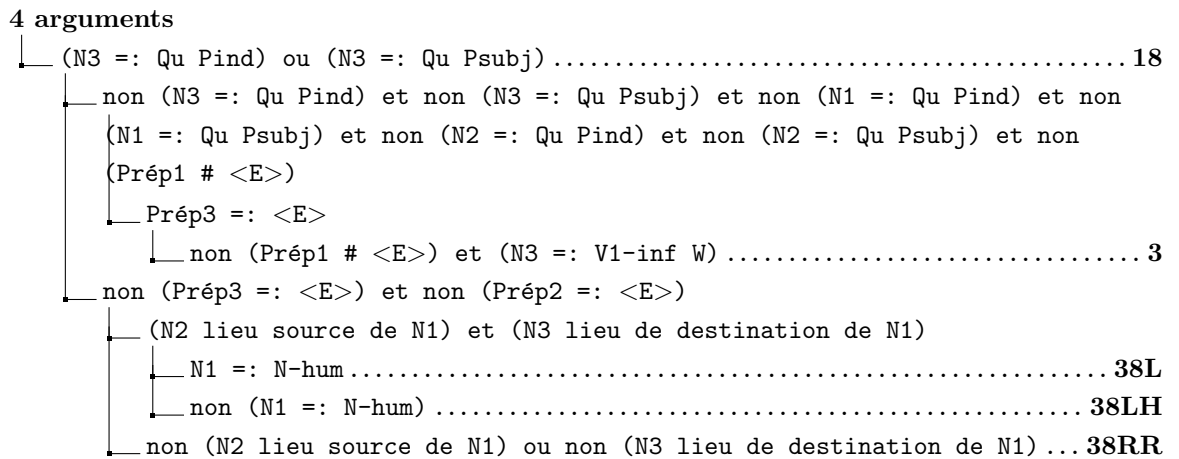 4 arguments
(N3 =: Qu Pind) ou (N3 =: Qu Psubj) ............................................... 18
non (N3 =: Qu Pind) et non (N3 =: Qu Psubj) et non (N1 =: Qu Pind) et non
(N1 =: Qu Psubj) et non (N2 =: Qu Pind) et non (N2 =: Qu Psubj) et non
(Prép1 # <E>)
Prép3 =: <E>
non (Prép1 # <E>) et (N3 =: V1-inf W) .................................. 3
non (Prép3 =: <E>) et non (Prép2 =: <E>)
(N2 lieu source de N1) et (N3 lieu de destination de N1)
N1 =: N-hum .............................................................. 38L
non (N1 =: N-hum) ..................................................... 38LH
non (N2 lieu source de N1) ou non (N3 lieu de destination de N1) ... 38RR